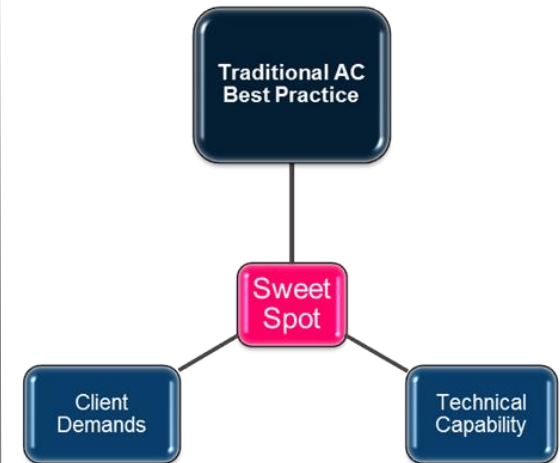 Traditional AC
Best Practice
Sweet
Spot
Client
Demands
Technical
Capability